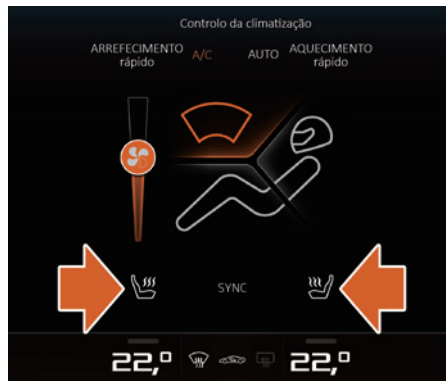 Controlo da climatização
ARREFECIMENTO A/C AUTO AQUECIMENTO
rápido rápido
SYNC
22,º 22,º